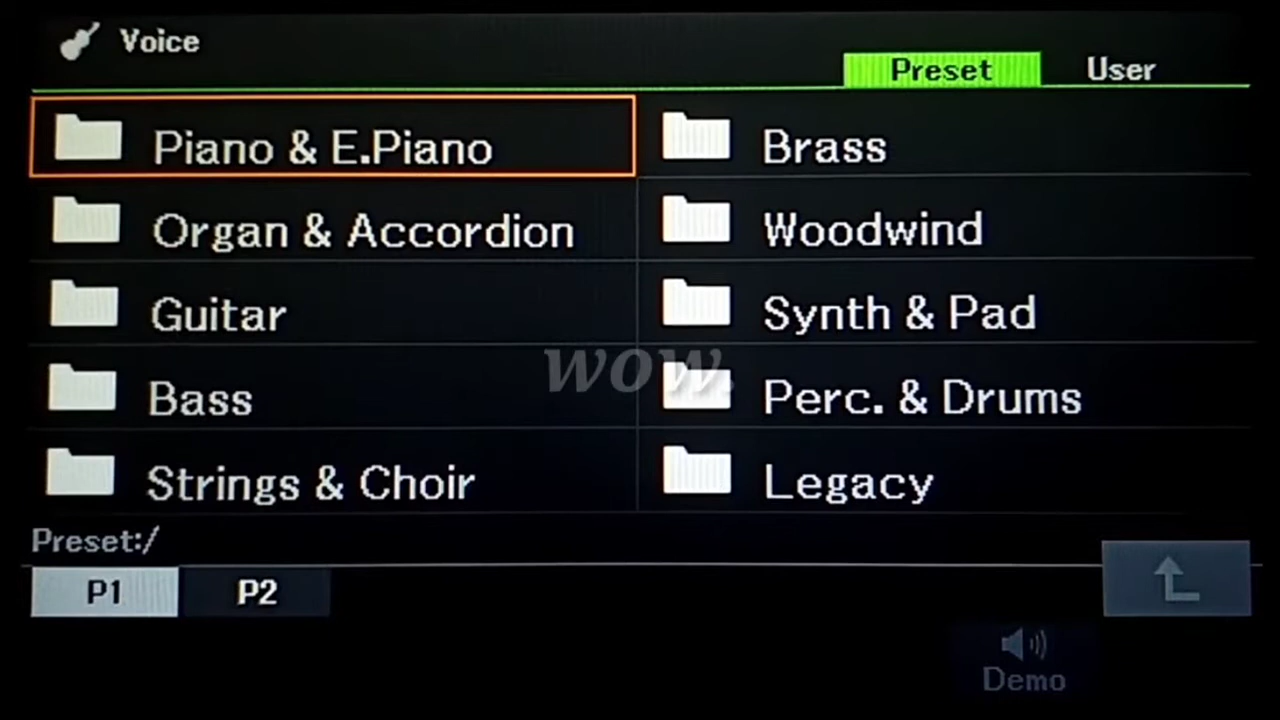 Voice
Preset
User
Piano & E.Piano
Brass
Organ & Accordion
Woodwind
Guitar
Synth & Pad
wow.
Bass
Perc. & Drums
Strings & Choir
Legacy
Preset:/
P1
P2
Demo